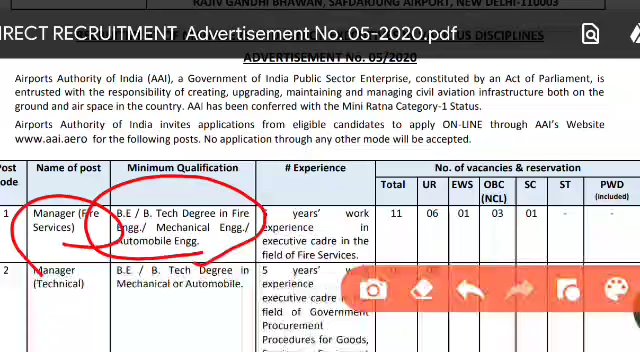 RAJIV GANDHI BHAWAN, SAFDARJUNG AIRPORT, NEW DELHI-110003
IRECT RECRUITMENT Advertisement No. 05-2020.pdf
ADVERTISEMENT No. 05/2020
Airports Authority of India (AAI), a Government of India Public Sector Enterprise, constituted by an Act of Parliament, is
entrusted with the responsibility of creating, upgrading, maintaining and managing civil aviation infrastructure both on the
ground and air space in the country. AAI has been conferred with the Mini Ratna Category-1 Status.
Airports Authority of India invites applications from eligible candidates to apply ON-LINE through AAI's Website
www.aai.aero for the following posts. No application through any other mode will be accepted.
Post Name of post Minimum Qualification # Experience No. of vacancies & reservation
ode Total UR EWS OBC SC ST PWD
(NCL) (included)
1 Manager (Fire B.E / B. Tech Degree in Fire years' work 11 06 01 03 01 - -
Services) Engg./ Mechanical Engg./ experience in
Automobile Engg. executive cadre in the
field of Fire Services.
2 Manager B.E. / B. Tech Degree in 5 years'
(Technical) Mechanical or Automobile. experience
executive cadre
field of Government
Procurement
Procedures for Goods,